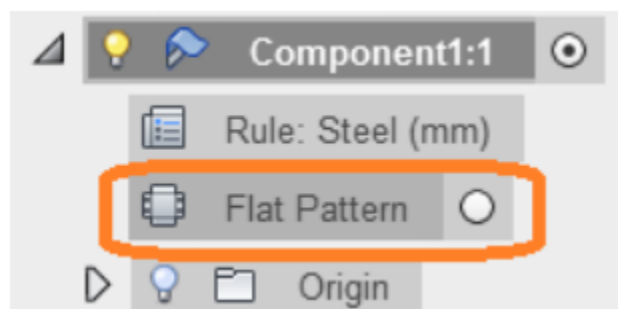 Component1:1
Rule: Steel (mm)
Flat Pattern
Origin